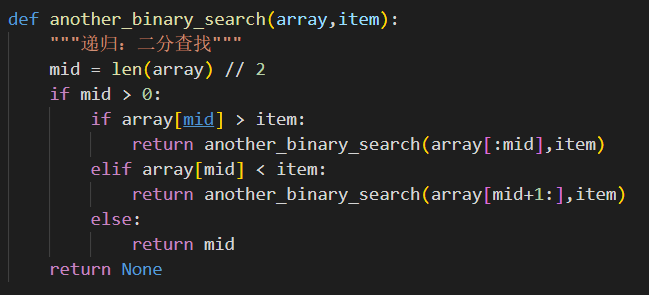 def another_binary_search(array,item):
    """递归：二分查找"""
    mid = len(array) // 2
    if mid > 0:
        if array[mid] > item:
            return another_binary_search(array[:mid],item)
        elif array[mid] < item:
            return another_binary_search(array[mid+1:],item)
        else:
            return mid
    return None